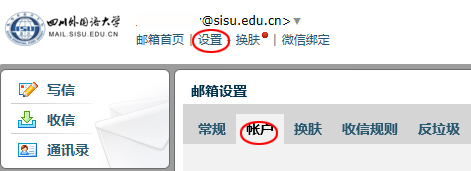 四川外国语大学
MAIL.SISU.EDU.CN
y@sisu.edu.cn>
邮箱首页 | 设置 - 换肤 | 微信绑定
写信
收信
通讯录
邮箱设置
常规 帐户 换肤 收信规则 反垃圾